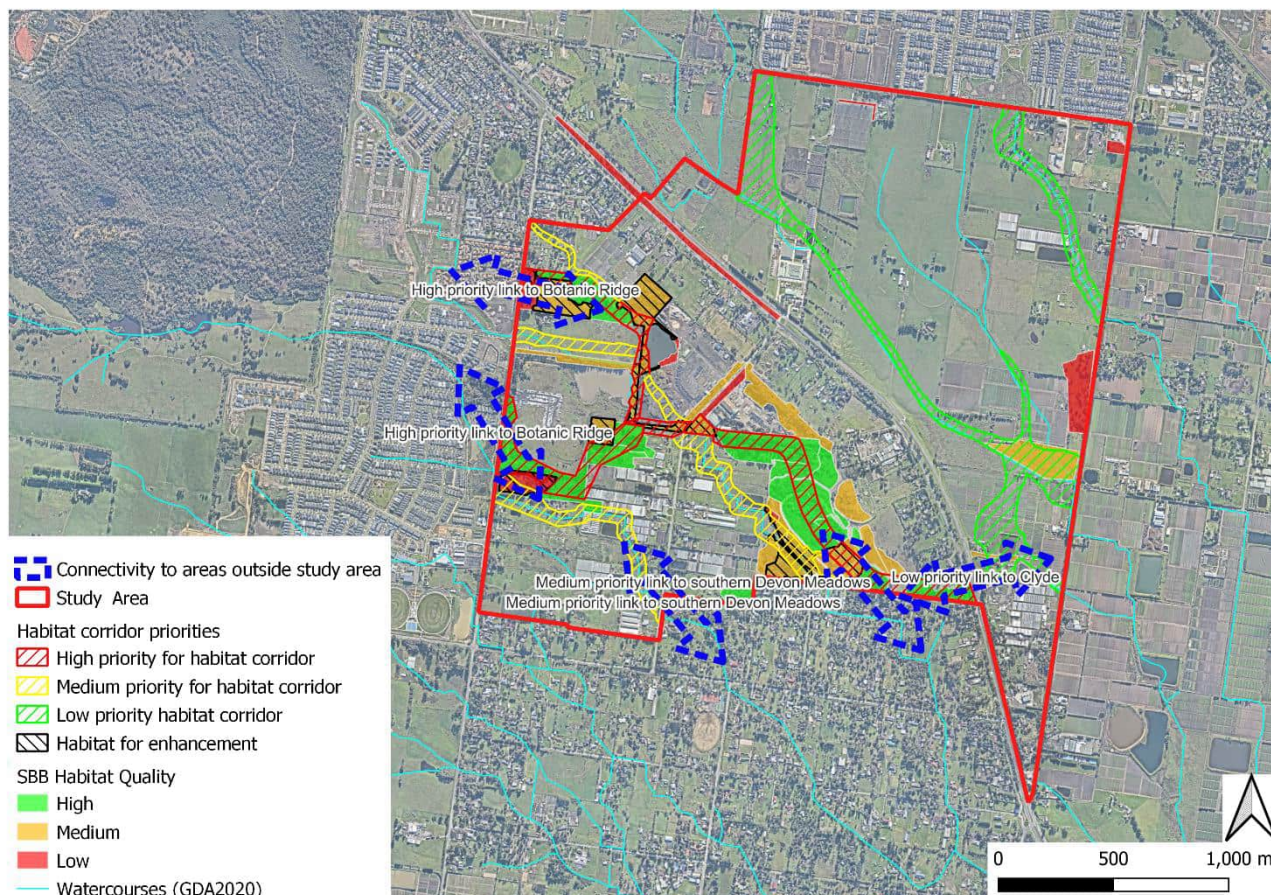 High priority link to Botanic Ridge
High priority link to Botanic Ridge
Medium priority link to southern Devon Meadows
Low priority link to Clyde
Medium priority link to southern Devon Meadows
Connectivity to areas outside study area
Study Area
Habitat corridor priorities
High priority for habitat corridor
Medium priority for habitat corridor
Low priority habitat corridor
Habitat for enhancement
SBB Habitat Quality
High
Medium
Low
Watercourses (GDA2020)
0 500 1,000 m